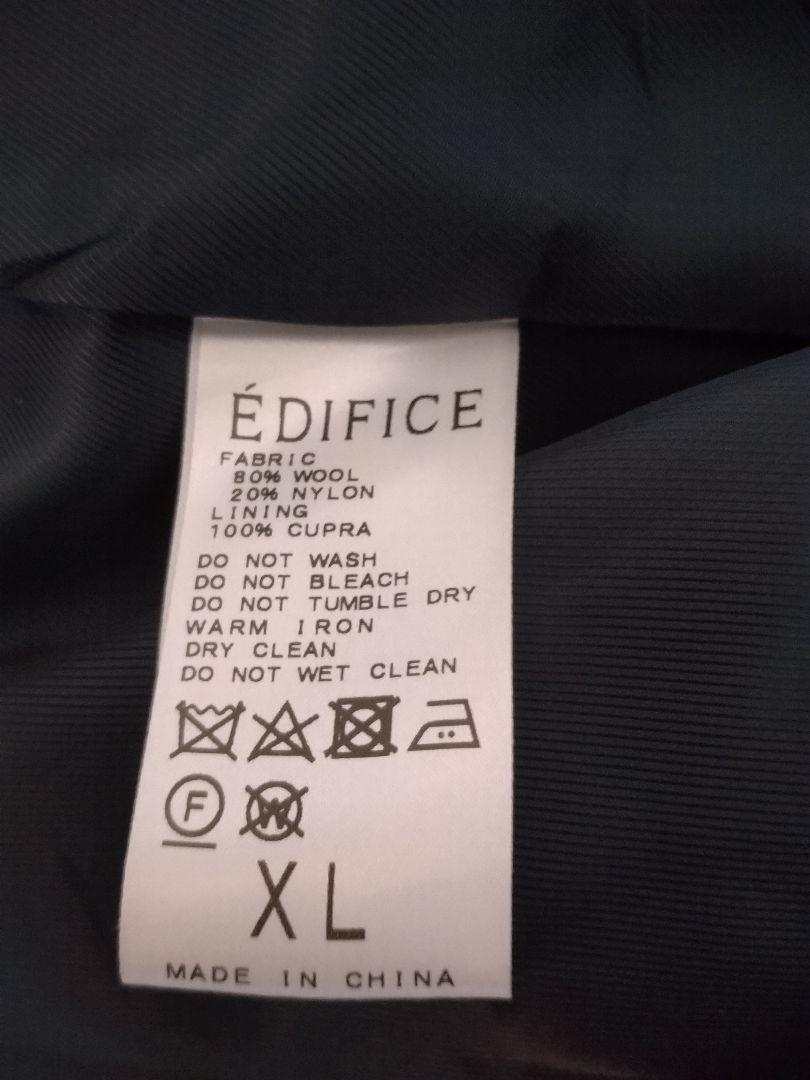 ÉDIFICE
FABRIC
80% WOOL
20% NYLON
LINING
100% CUPRA
DO NOT WASH
DO NOT BLEACH
DO NOT TUMBLE DRY
WARM IRON
DRY CLEAN
DO NOT WET CLEAN
F W
XL
MADE IN CHINA